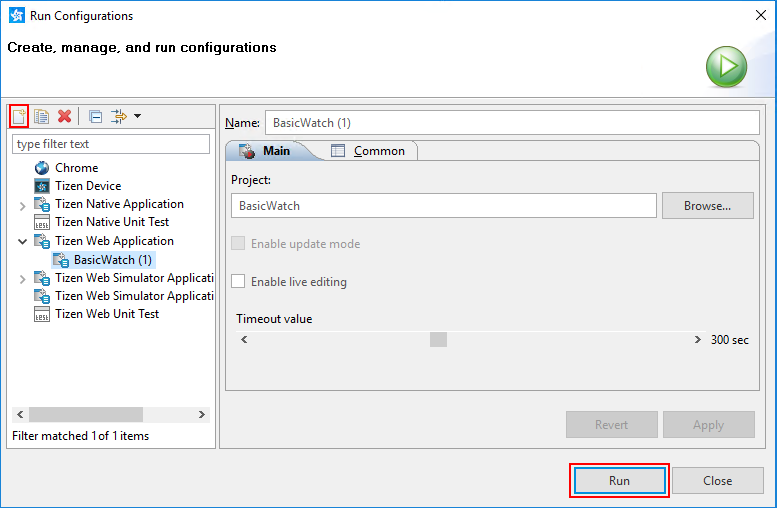 Run Configurations
Create, manage, and run configurations
type filter text
Chrome
Tizen Device
Tizen Native Application
Tizen Native Unit Test
Tizen Web Application
BasicWatch (1)
Tizen Web Simulator Applicati
Tizen Web Simulator Applicati
Tizen Web Unit Test
Filter matched 1 of 1 items
Name: BasicWatch (1)
Main Common
Project:
BasicWatch Browse...
Enable update mode
Enable live editing
Timeout value
300 sec
Revert Apply
Run Close